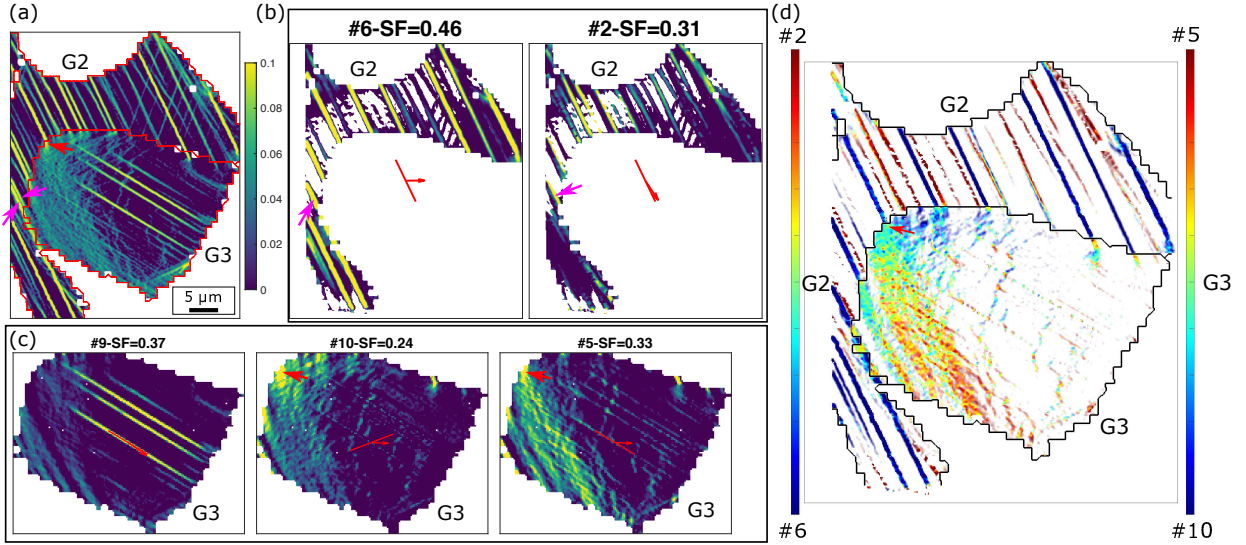 (a)
G2
G3
5 μm
0.1
0.08
0.06
0.04
0.02
0
(b)
#6-SF=0.46
#2-SF=0.31
G2
G2
(c)
#9-SF=0.37
#10-SF=0.24
#5-SF=0.33
G3
G3
G3
(d)
#2
#5
G2
G2
G3
G3
#6
#10